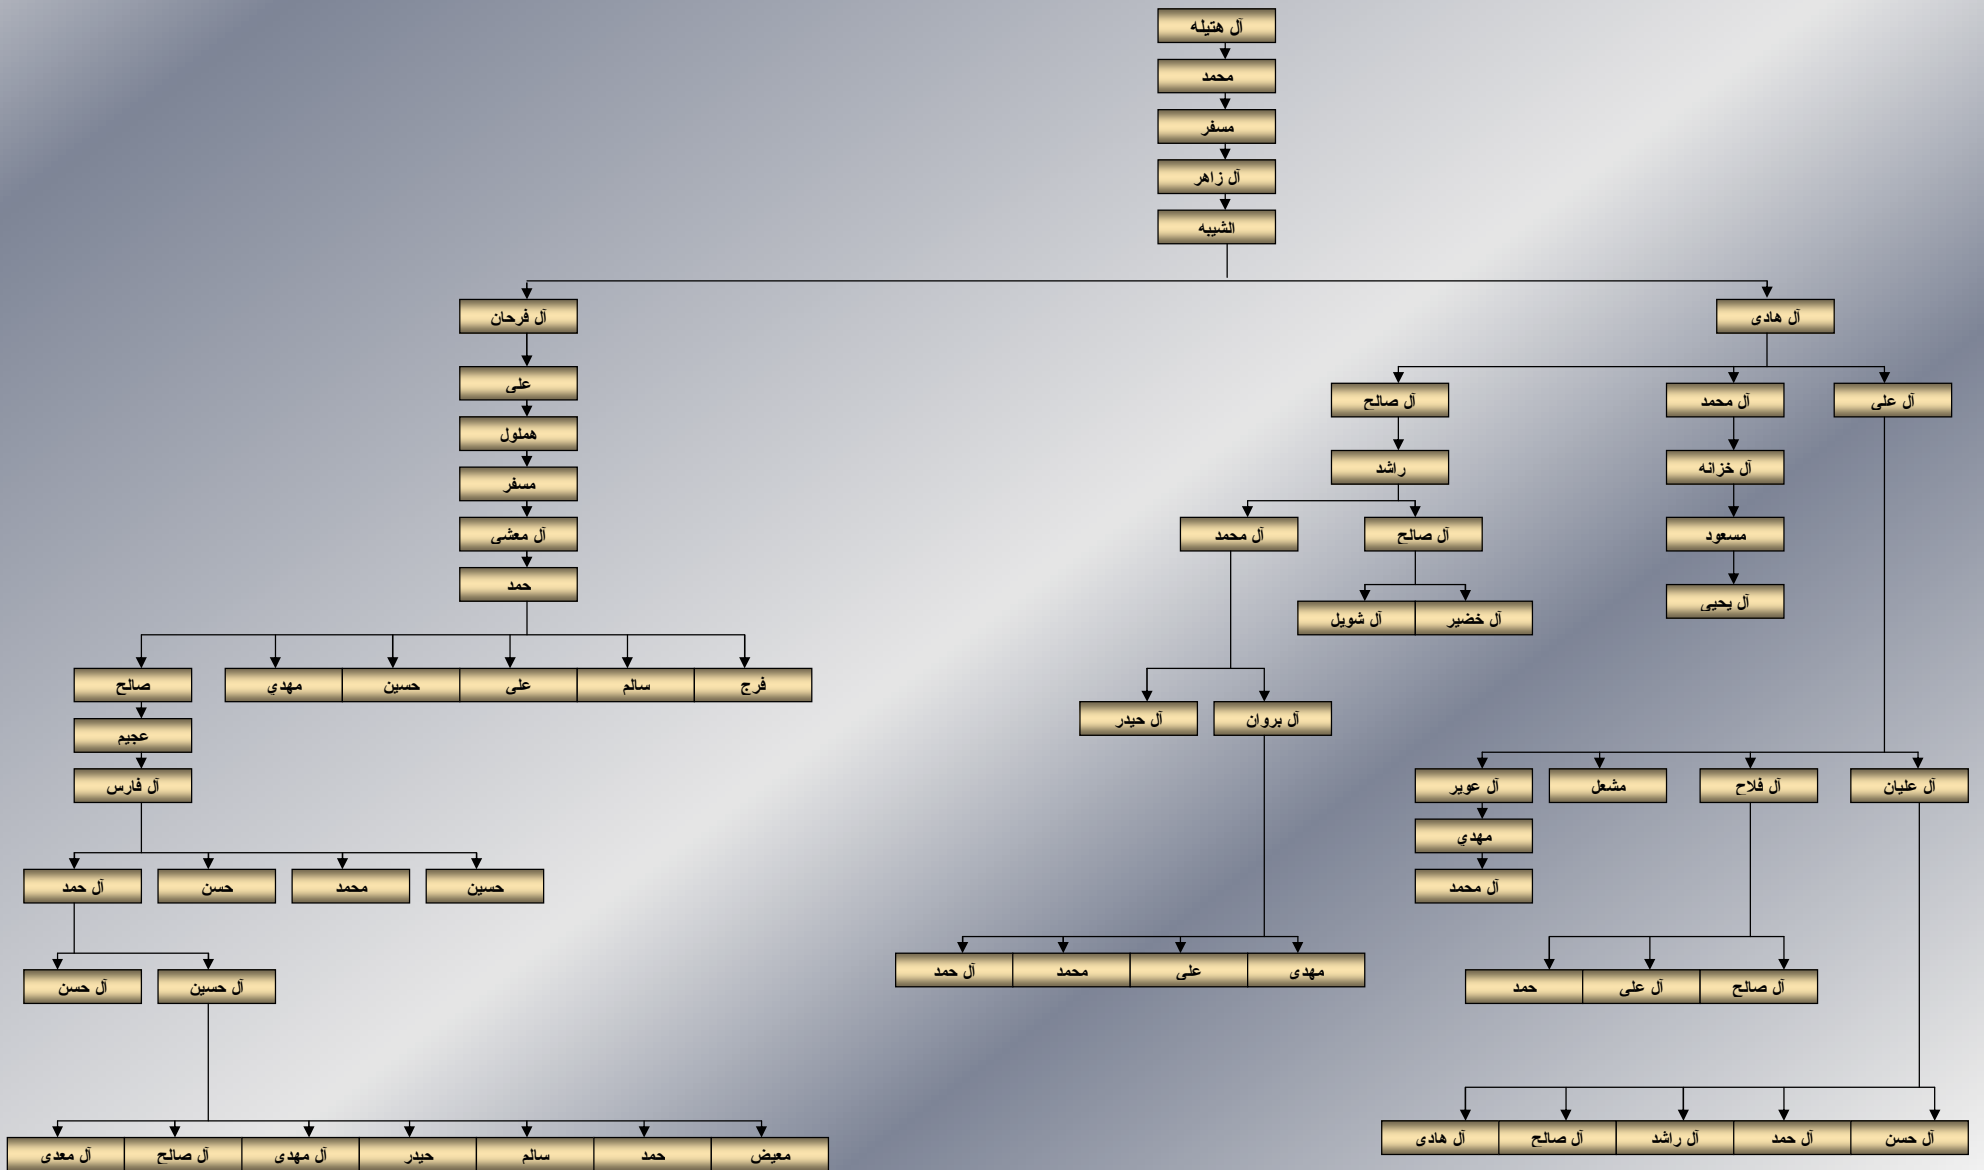 آل هتيله
محمد
مسفر
آل زاهر
الشيبه
آل هادى
آل فرحان
آل على
آل محمد
آل صالح
على
هملول
آل خزانه
راشد
مسفر
مسعود
آل صالح
آل محمد
آل معشى
حمد
آل يحيى
آل خضير
آل شويل
فرج
سالم
على
حسين
مهدي
صالح
آل بروان
آل حيدر
عجيم
آل عليان
آل فلاح
مشعل
آل عوير
آل فارس
مهدي
آل محمد
حسين
محمد
حسن
آل حمد
مهدى
على
محمد
آل حمد
آل صالح
آل على
حمد
آل حسين
آل حسن
آل حسن
آل حمد
آل راشد
آل صالح
آل هادى
معيض
حمد
سالم
حيدر
آل مهدى
آل صالح
آل معدى